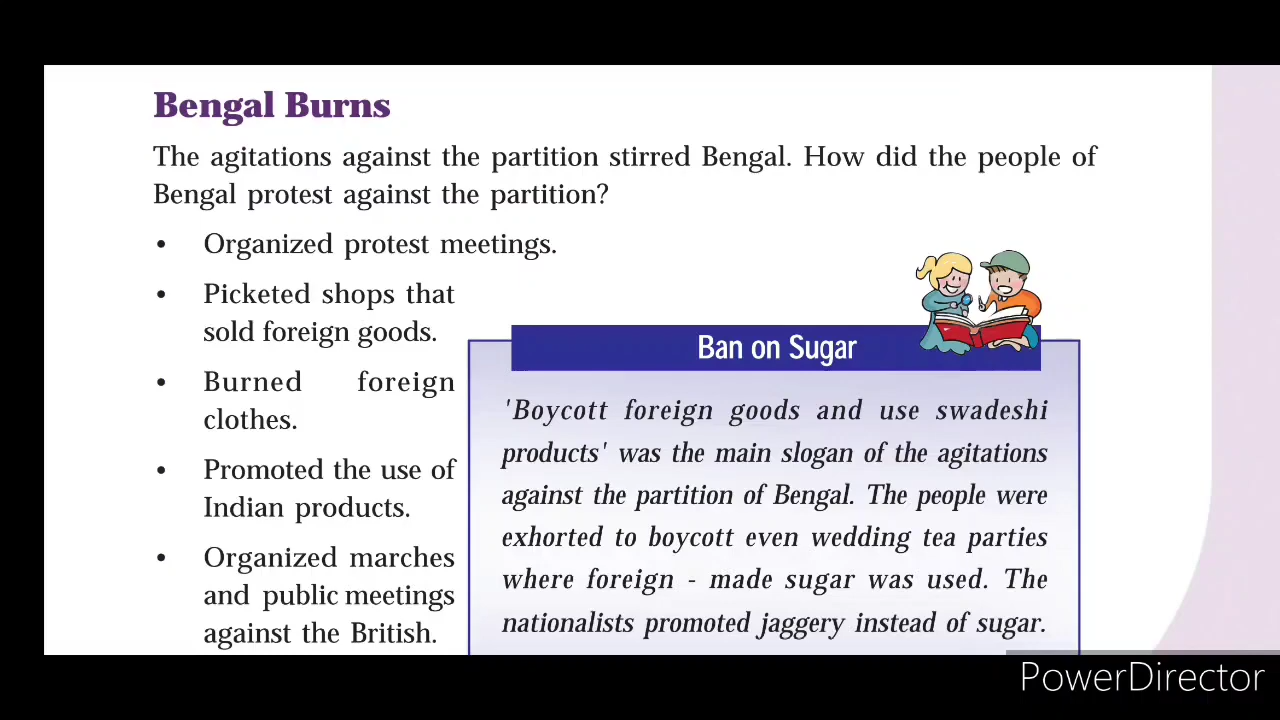 Bengal Burns
The agitations against the partition stirred Bengal. How did the people of
Bengal protest against the partition?
• Organized protest meetings.
• Picketed shops that
sold foreign goods.
• Burned foreign
clothes.
• Promoted the use of
Indian products.
• Organized marches
and public meetings
against the British.
Ban on Sugar
'Boycott foreign goods and use swadeshi
products' was the main slogan of the agitations
against the partition of Bengal. The people were
exhorted to boycott even wedding tea parties
where foreign - made sugar was used. The
nationalists promoted jaggery instead of sugar.
PowerDirector